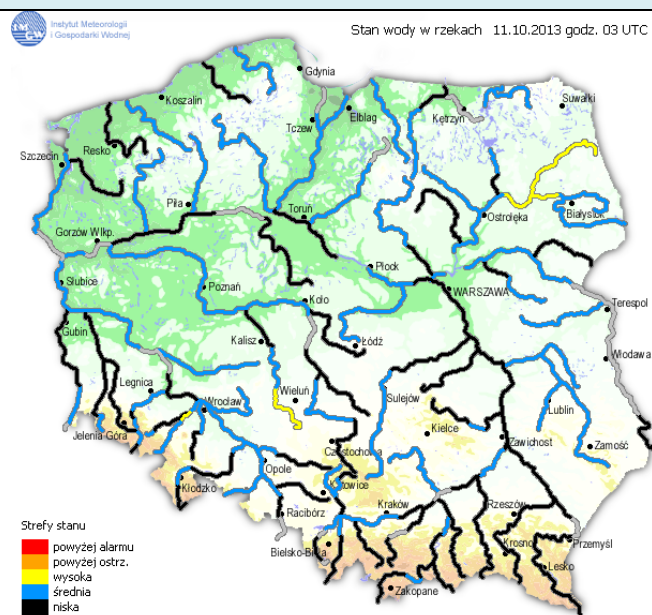 Instytut Meteorologii
i Gospodarki Wodnej
Stan wody w rzekach 11.10.2013 godz. 03 UTC
Gdynia
Suwałki
Koszalin
Elbląg
Kętrzyn
Tczew
Resko
Szczecin
Piła
Toruń
Ostrołęka
Białystok
Gorzów Wlkp.
Płock
Słubice
Poznań
WARSZAWA
Koło
Terespol
Gubin
Kalisz
Łódź
Włodawa
Legnica
Wieluń
Sulejów
Wrocław
Lublin
Jelenia Góra
Kielce
Częstochowa
Zawichost
Zamość
Opole
Kłodzko
Katowice
Racibórz
Kraków
Rzeszów
Bielsko-Biała
Krosno
Przemyśl
Lesko
Zakopane
Strefy stanu
powyżej alarmu
powyżej ostrz.
wysoka
średnia
niska